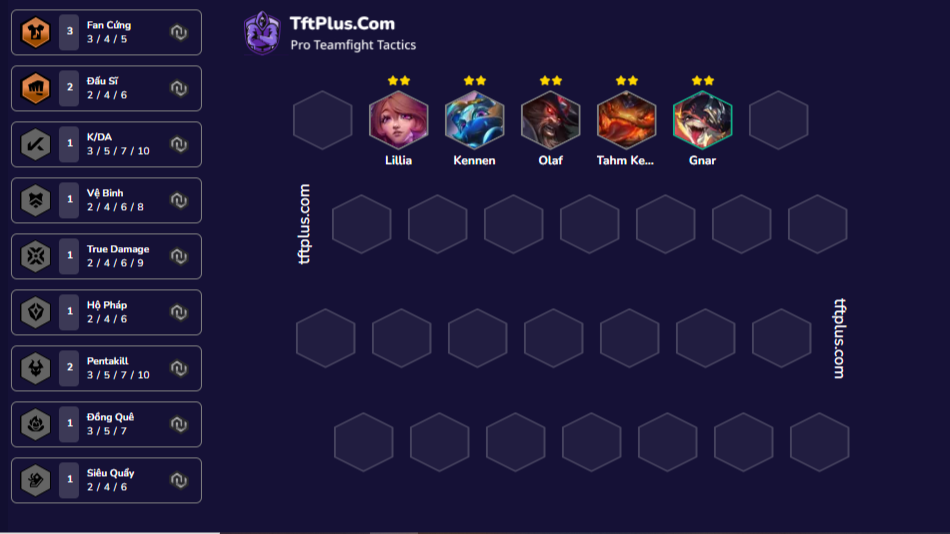 3
Fan Cứng
3 / 4 / 5
2
Đấu Sĩ
2 / 4 / 6
1
K/DA
3 / 5 / 7 / 10
1
Vệ Binh
2 / 4 / 6 / 8
1
True Damage
2 / 4 / 6 / 9
1
Hộ Pháp
2 / 4 / 6
2
Pentakill
3 / 5 / 7 / 10
1
Đồng Quê
3 / 5 / 7
1
Siêu Quẩy
2 / 4 / 6
TftPlus.Com
Pro Teamfight Tactics
Lillia
Kennen
Olaf
Tahm Ke...
Gnar
tftplus.com
tftplus.com